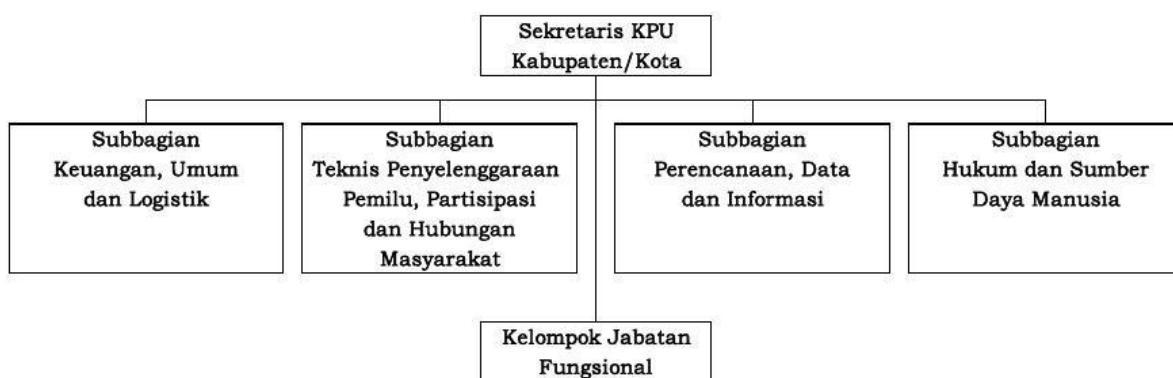 Sekretaris KPU
Kabupaten/Kota
Subbagian
Keuangan, Umum
dan Logistik
Subbagian
Teknis Penyelenggaraan
Pemilu, Partisipasi
dan Hubungan
Masyarakat
Subbagian
Perencanaan, Data
dan Informasi
Subbagian
Hukum dan Sumber
Daya Manusia
Kelompok Jabatan
Fungsional